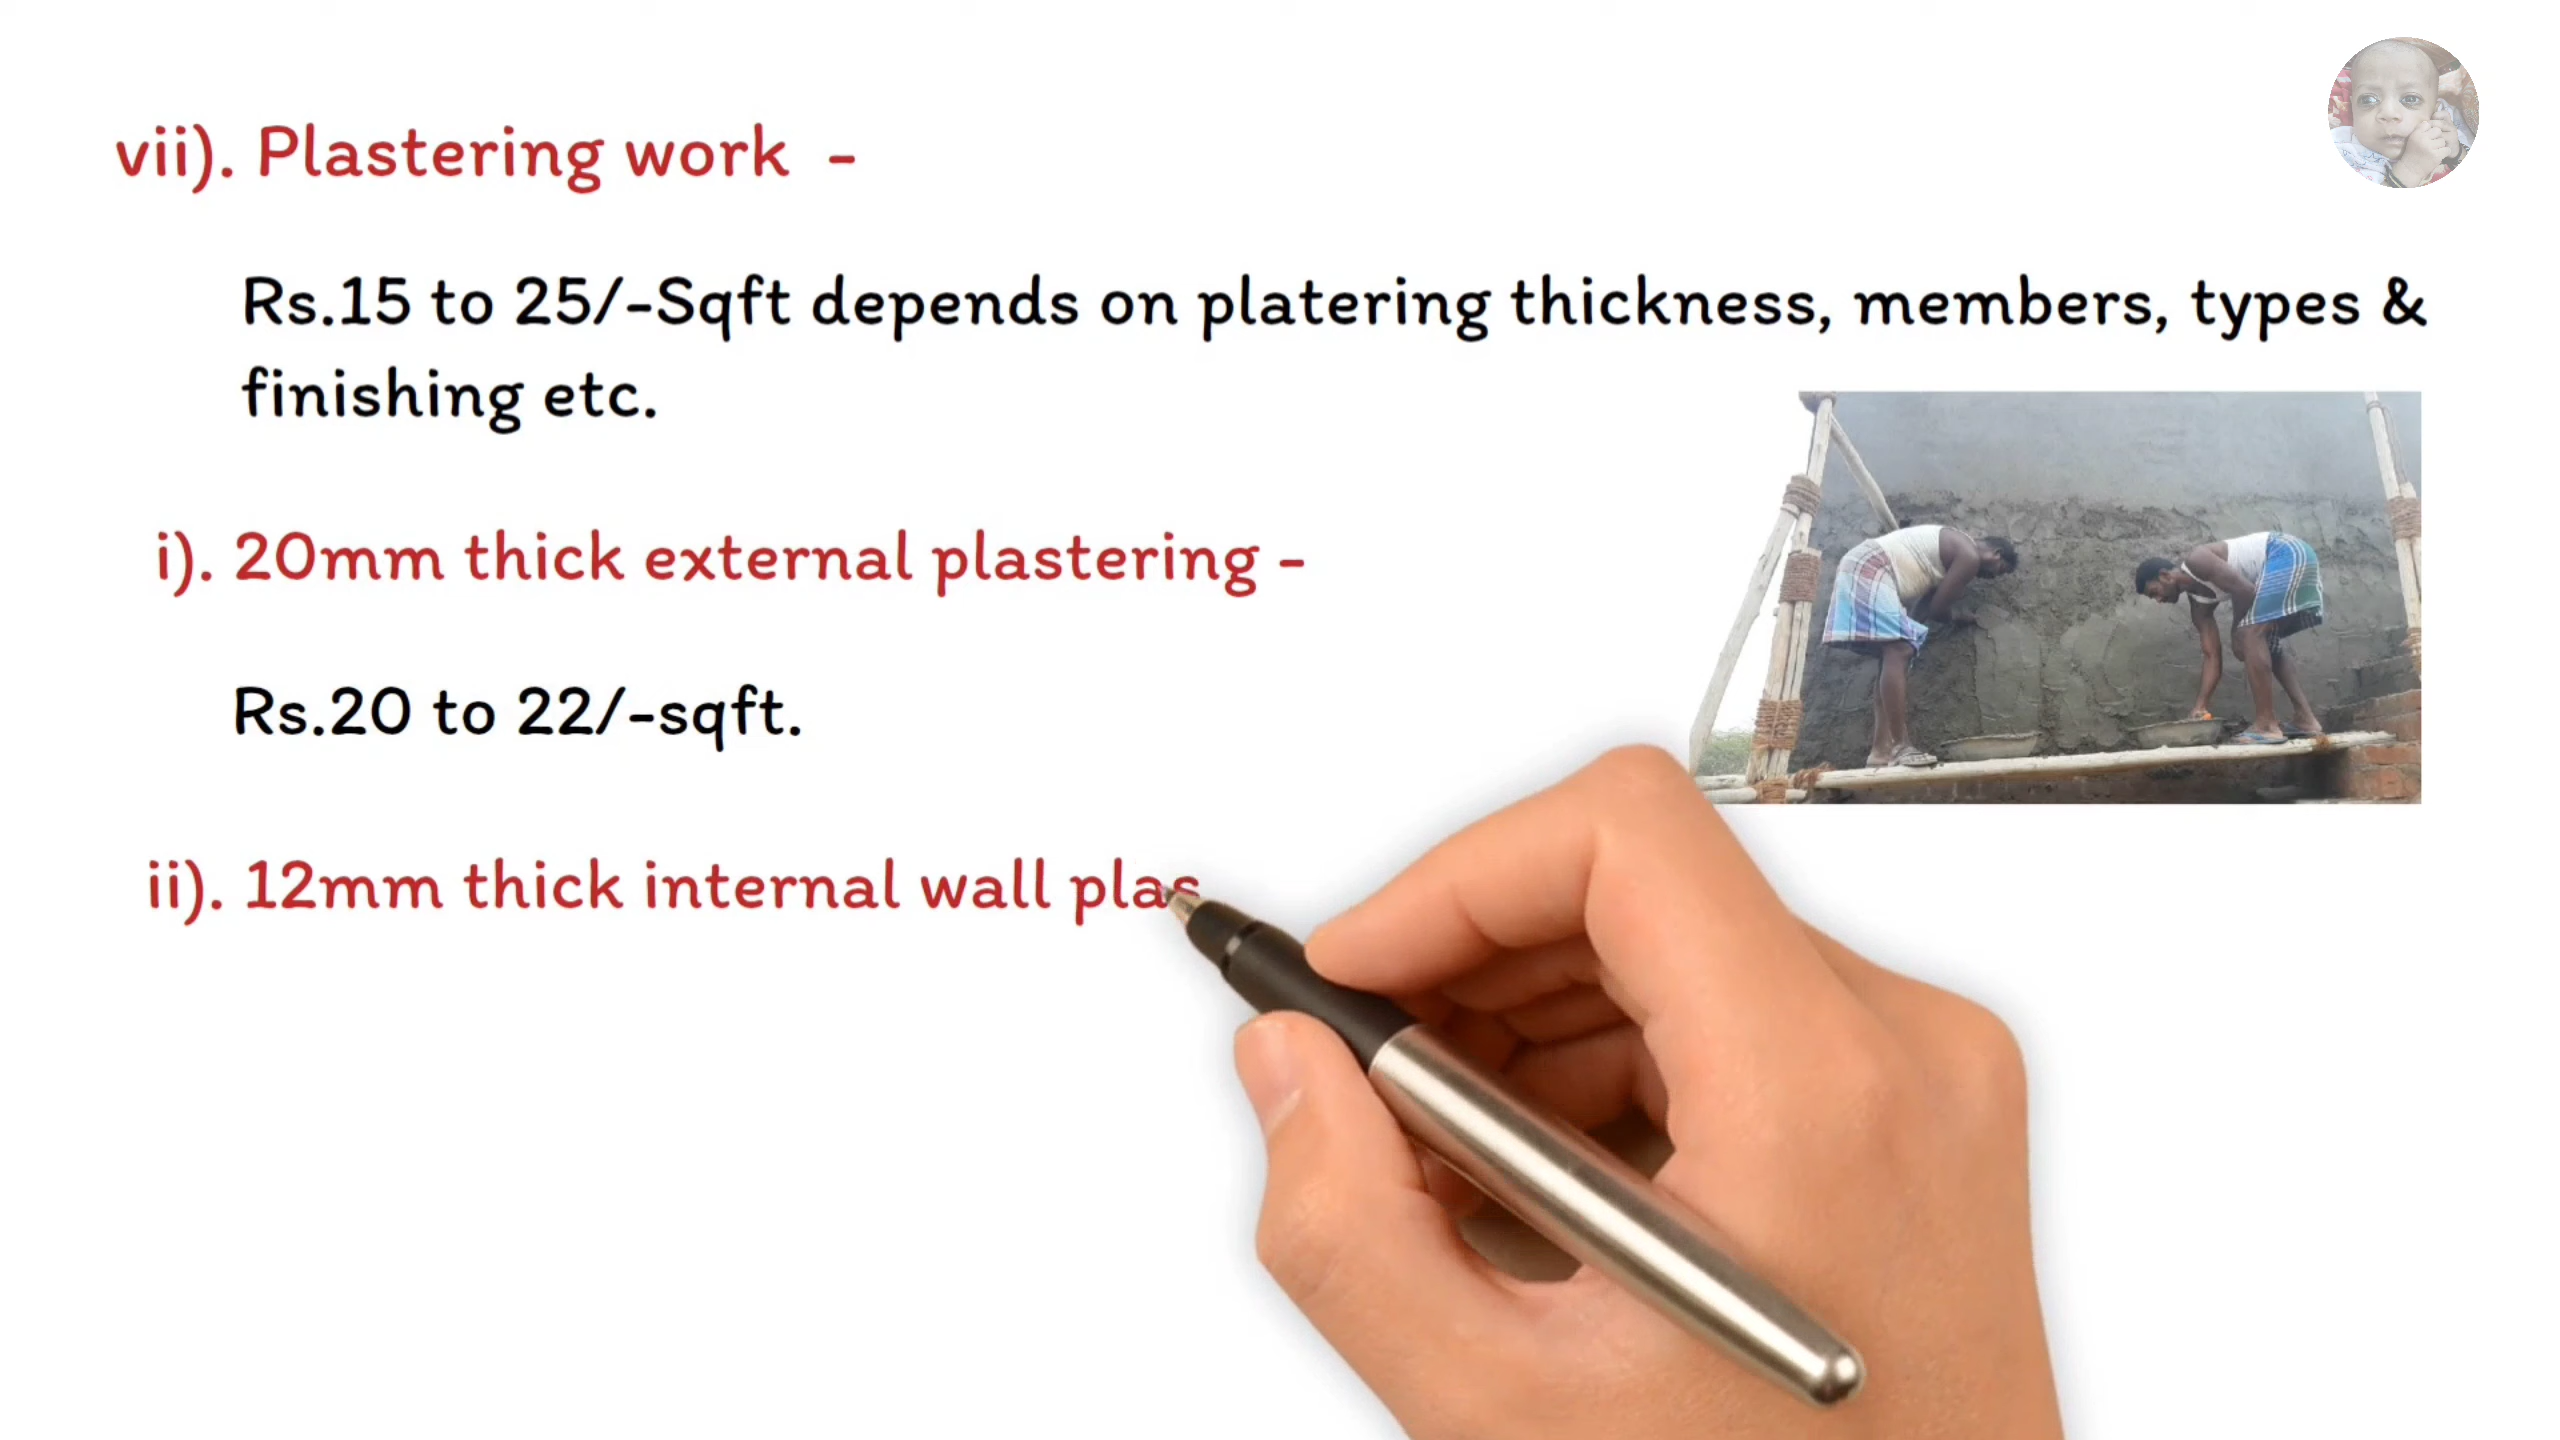 vii). Plastering work -
Rs.15 to 25/-Sqft depends on platering thickness, members, types &
finishing etc.
i). 20mm thick external plastering -
Rs.20 to 22/-sqft.
ii). 12mm thick internal wall plas